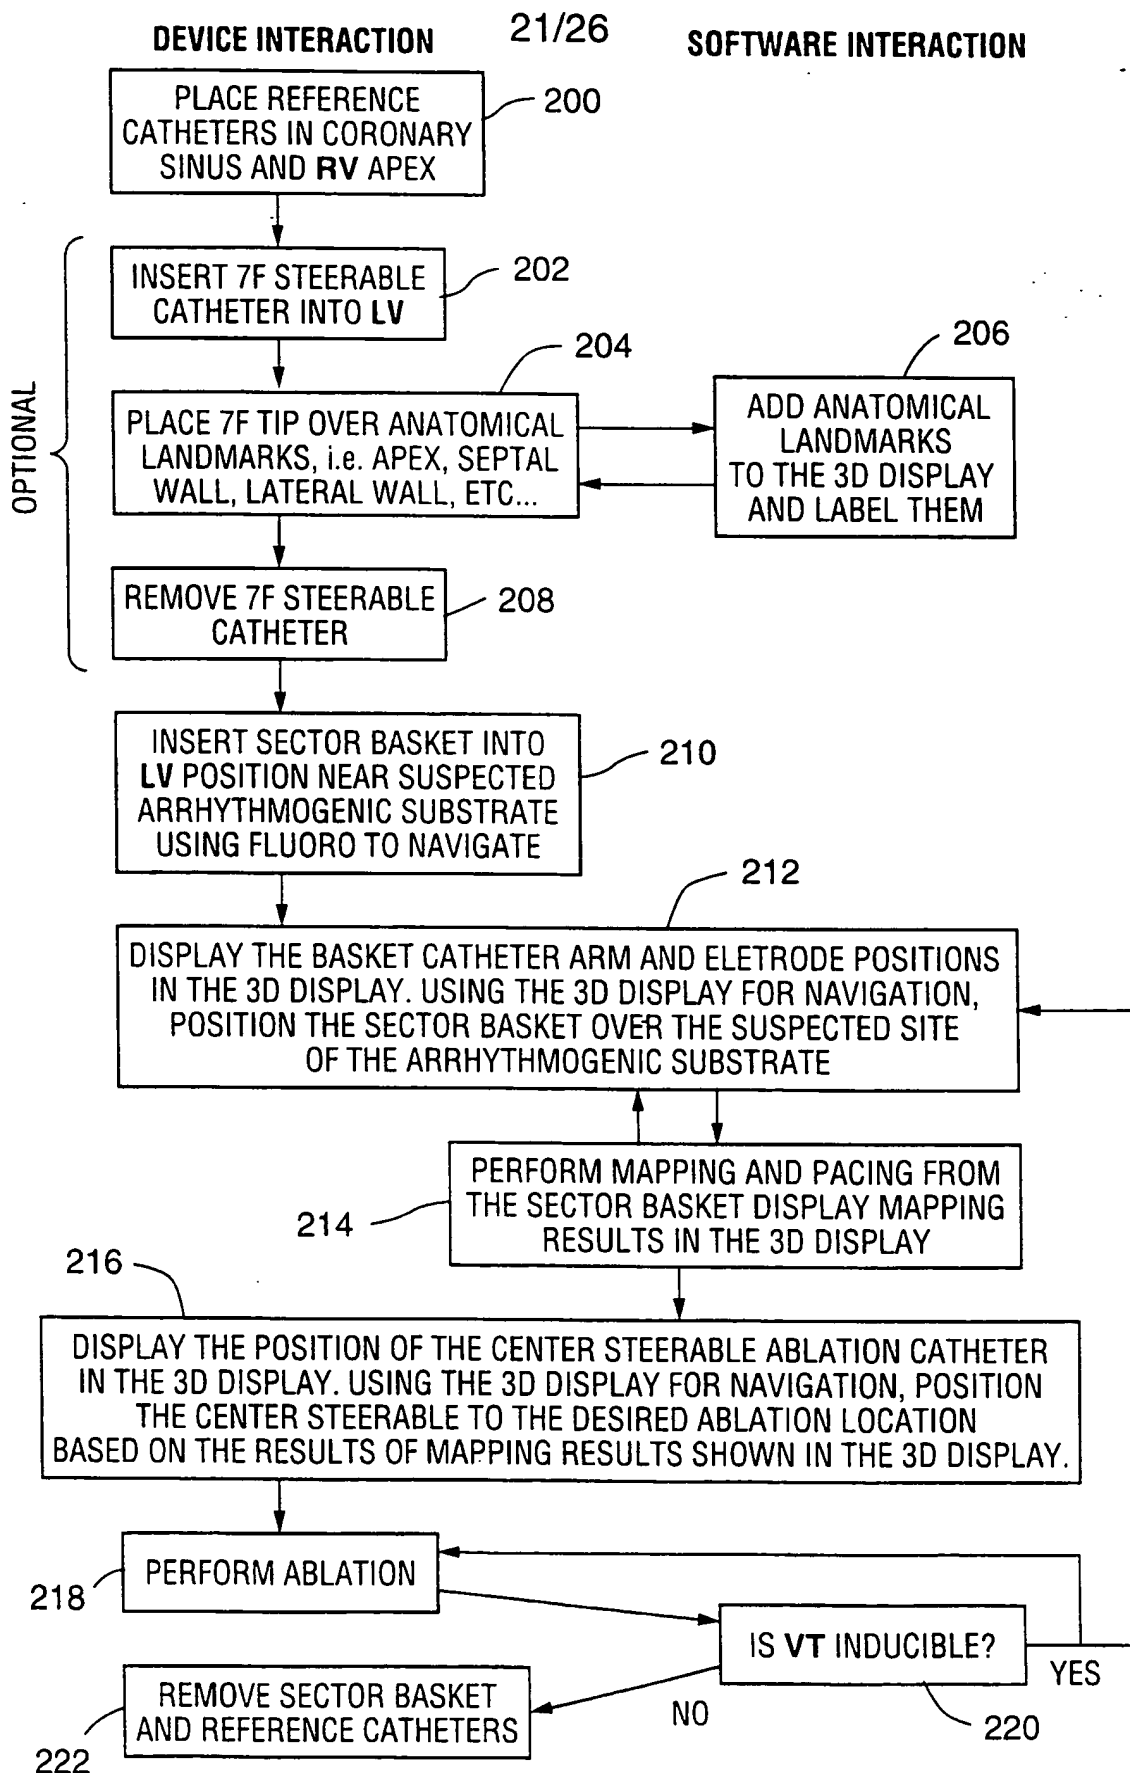 21/26
DEVICE INTERACTION
SOFTWARE INTERACTION
PLACE REFERENCE
CATHETERS IN CORONARY
SINUS AND RV APEX
200
INSERT 7F STEERABLE
CATHETER INTO LV
202
OPTIONAL
PLACE 7F TIP OVER ANATOMICAL
LANDMARKS, i.e. APEX, SEPTAL
WALL, LATERAL WALL, ETC...
204
ADD ANATOMICAL
LANDMARKS
TO THE 3D DISPLAY
AND LABEL THEM
206
REMOVE 7F STEERABLE
CATHETER
208
INSERT SECTOR BASKET INTO
LV POSITION NEAR SUSPECTED
ARRHYTHMOGENIC SUBSTRATE
USING FLUORO TO NAVIGATE
210
212
DISPLAY THE BASKET CATHETER ARM AND ELETRODE POSITIONS
IN THE 3D DISPLAY. USING THE 3D DISPLAY FOR NAVIGATION,
POSITION THE SECTOR BASKET OVER THE SUSPECTED SITE
OF THE ARRHYTHMOGENIC SUBSTRATE
PERFORM MAPPING AND PACING FROM
THE SECTOR BASKET DISPLAY MAPPING
RESULTS IN THE 3D DISPLAY
214
216
DISPLAY THE POSITION OF THE CENTER STEERABLE ABLATION CATHETER
IN THE 3D DISPLAY. USING THE 3D DISPLAY FOR NAVIGATION, POSITION
THE CENTER STEERABLE TO THE DESIRED ABLATION LOCATION
BASED ON THE RESULTS OF MAPPING RESULTS SHOWN IN THE 3D DISPLAY.
PERFORM ABLATION
218
IS VT INDUCIBLE?
YES
NO
220
REMOVE SECTOR BASKET
AND REFERENCE CATHETERS
222